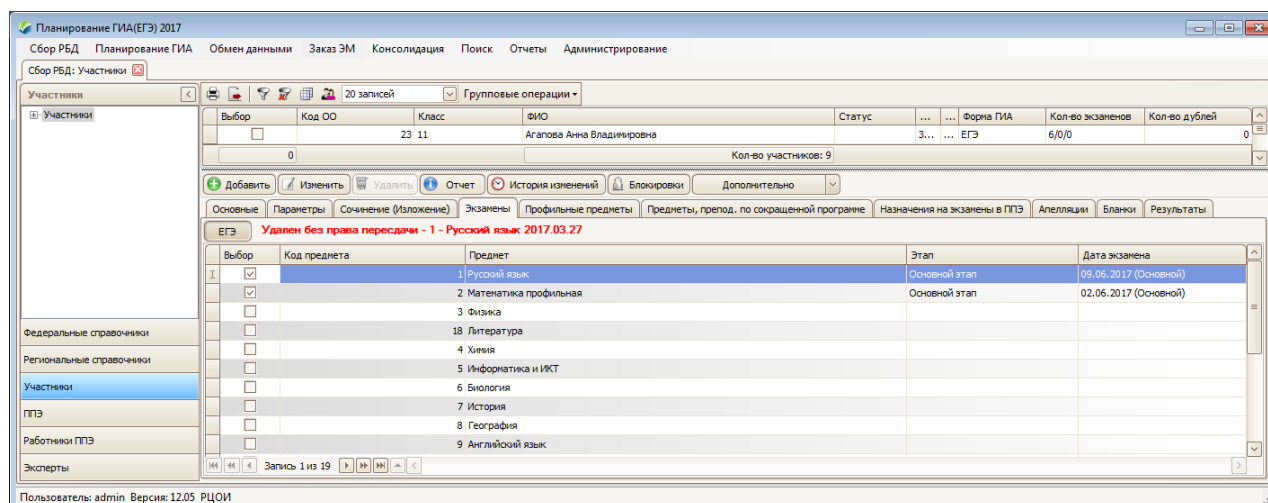 Планирование ГИА(ЕГЭ) 2017
Сбор РБД Планирование ГИА Обмен данными Заказ ЭМ Консолидация Поиск Отчеты Администрирование
Сбор РБД: Участники
Участники 20 записей Групповые операции
Участники
Выбор Код ОО Класс ФИО Статус ... ... Форма ГИА Кол-во экзаменов Кол-во дублей
23 11 Агапова Анна Владимировна 3... ... ЕГЭ 6/0/0 0
0 Кол-во участников: 9
Добавить Изменить Удалить Отчет История изменений Блокировки Дополнительно
Основные Параметры Сочинение (Изложение) Экзамены Профильные предметы Предметы, препод. по сокращенной программе Назначения на экзамены в ППЭ Апелляции Бланки Результаты
ЕГЭ Удален без права пересдачи - 1 - Русский язык 2017.03.27
Выбор Код предмета Предмет Этап Дата экзамена
1 Русский язык Основной этап 09.06.2017 (Основной)
2 Математика профильная Основной этап 02.06.2017 (Основной)
3 Физика
18 Литература
4 Химия
5 Информатика и ИКТ
6 Биология
7 История
8 География
9 Английский язык
Запись 1 из 19
Федеральные справочники
Региональные справочники
Участники
ППЭ
Работники ППЭ
Эксперты
Пользователь: admin Версия: 12.05 РЦОИ